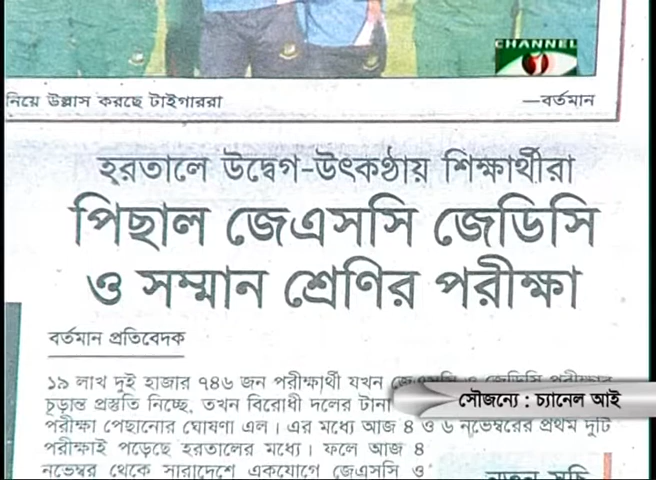 CHANNEL
নিয়ে উল্লাস করছে টাইগাররা
—বর্তমান
হরতালে উদ্বেগ-উৎকণ্ঠায় শিক্ষার্থীরা
পিছাল জেএসসি জেডিসি
ও সম্মান শ্রেণির পরীক্ষা
বর্তমান প্রতিবেদক
১৯ লাখ দুই হাজার ৭৪৬ জন পরীক্ষার্থী যখন জেএসসি ও জেডিসি পরীক্ষার
চূড়ান্ত প্রস্তুতি নিচ্ছে, তখন বিরোধী দলের টানা
সৌজন্যে : চ্যানেল আই
পরীক্ষা পেছানোর ঘোষণা এল। এর মধ্যে আজ ৪ ও ৬ নভেম্বরের প্রথম দুটি
পরীক্ষাই পড়েছে হরতালের মধ্যে। ফলে আজ ৪
নভেম্বর থেকে সারাদেশে একযোগে জেএসসি ও